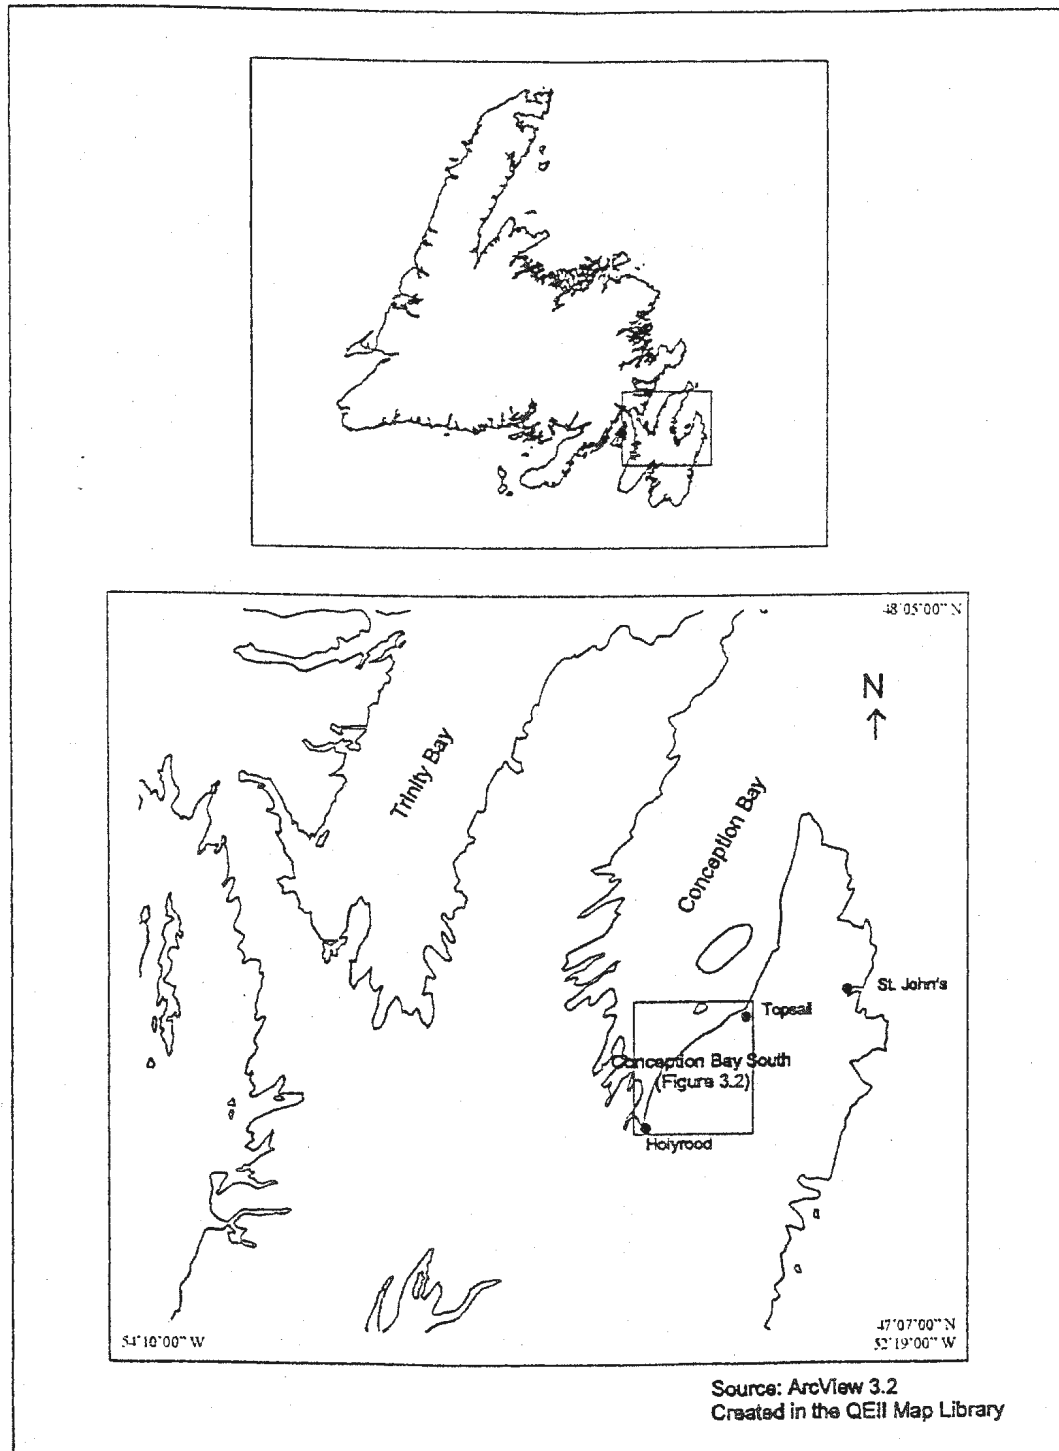 48°05'00" N
N
Trinity Bay
Conception Bay
St. John's
Topsail
Conception Bay South
(Figure 3.2)
Holyrood
47°07'00" N
54°10'00" W
52°19'00" W
Source: ArcView 3.2
Created in the QEII Map Library